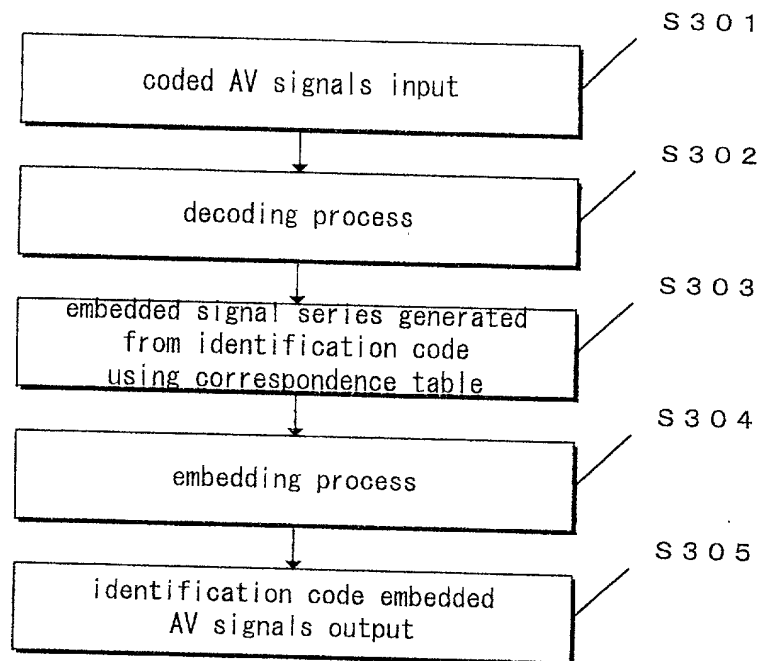 S301
coded AV signals input
S302
decoding process
S303
embedded signal series generated
from identification code
using correspondence table
S304
embedding process
S305
identification code embedded
AV signals output